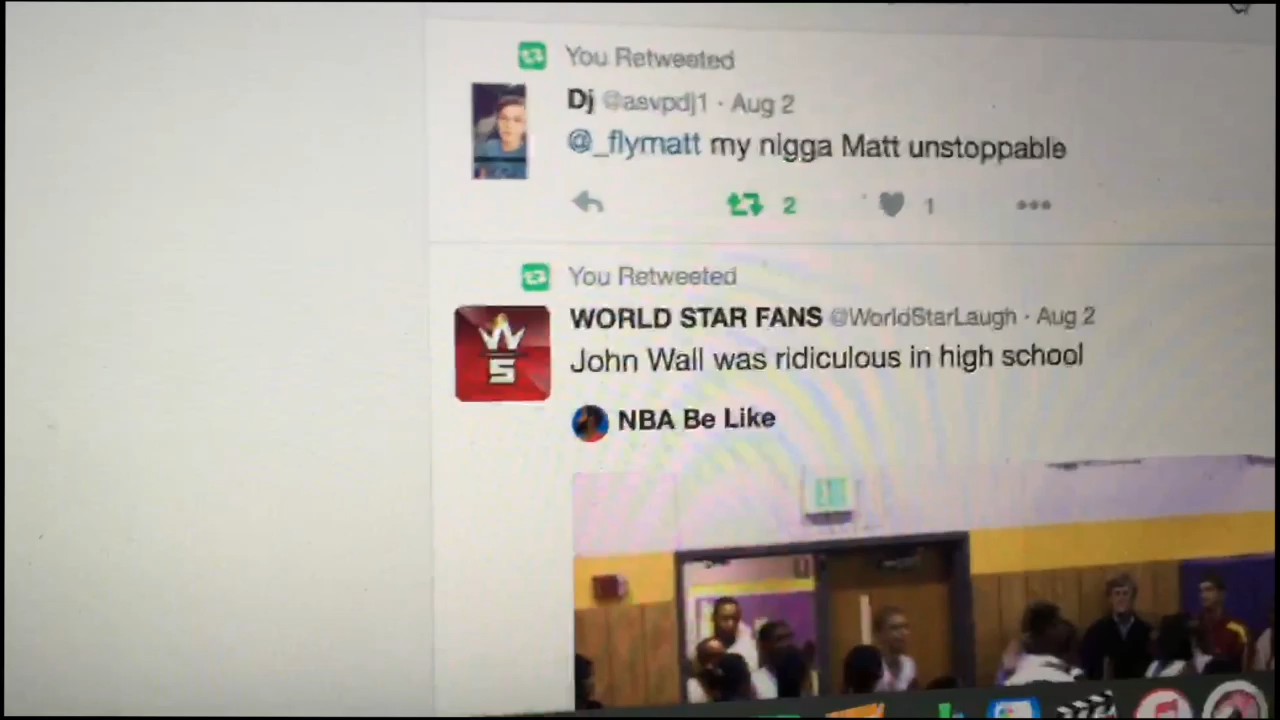 You Retweeted
Dj @asvpdj1 · Aug 2
@_flymatt my nigga Matt unstoppable
2 1
You Retweeted
WORLD STAR FANS @WorldStarLaugh · Aug 2
W
S
John Wall was ridiculous in high school
NBA Be Like
EXIT